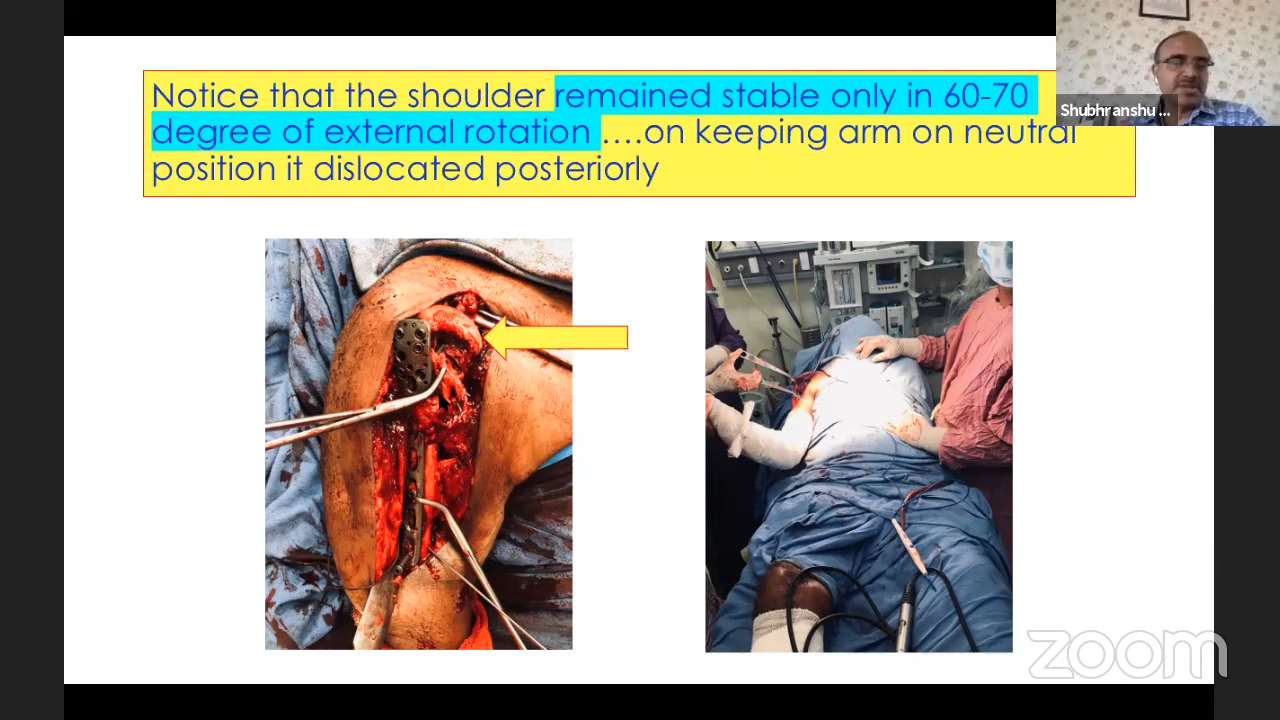 Notice that the shoulder remained stable only in 60-70
degree of external rotation ....on keeping arm on neutral
position it dislocated posteriorly
Shubhranshu ...
zoom